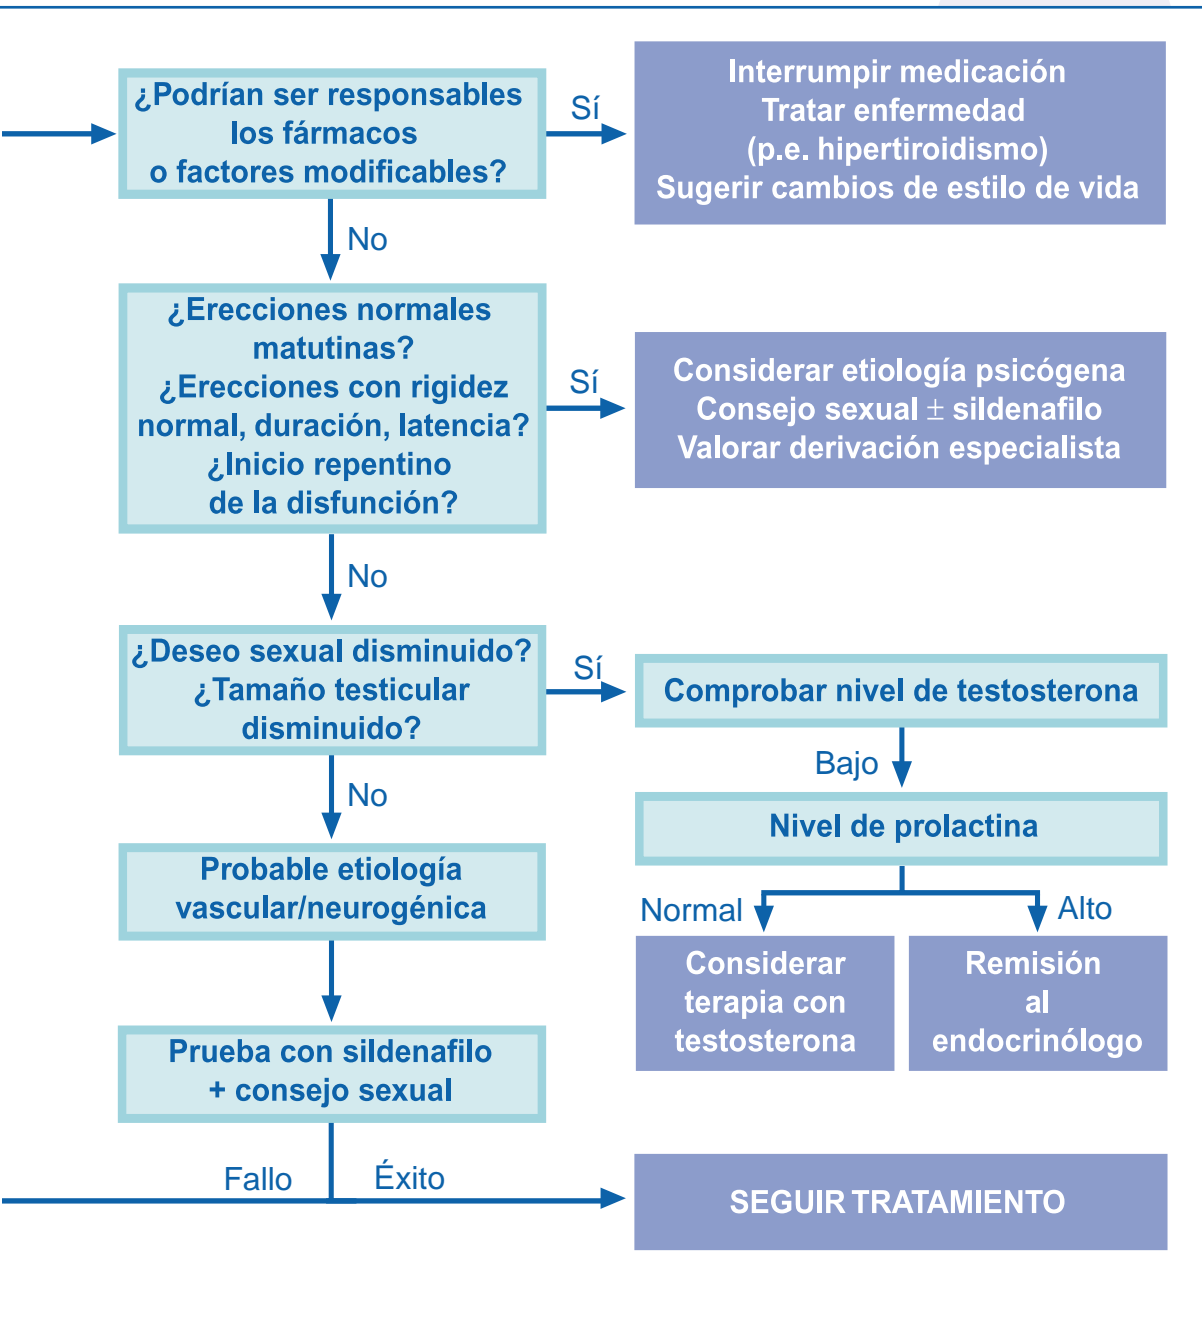 ¿Podrían ser responsables
los fármacos
o factores modificables?
Sí
Interrumpir medicación
Tratar enfermedad
(p.e. hipertiroidismo)
Sugerir cambios de estilo de vida
No
¿Erecciones normales
matutinas?
¿Erecciones con rigidez
normal, duración, latencia?
¿Inicio repentino
de la disfunción?
Sí
Considerar etiología psicógena
Consejo sexual ± sildenafilo
Valorar derivación especialista
No
¿Deseo sexual disminuido?
¿Tamaño testicular
disminuido?
Sí
Comprobar nivel de testosterona
Bajo
Nivel de prolactina
Normal
Alto
Considerar
terapia con
testosterona
Remisión
al
endocrinólogo
No
Probable etiología
vascular/neurogénica
Prueba con sildenafilo
+ consejo sexual
Fallo
Éxito
SEGUIR TRATAMIENTO